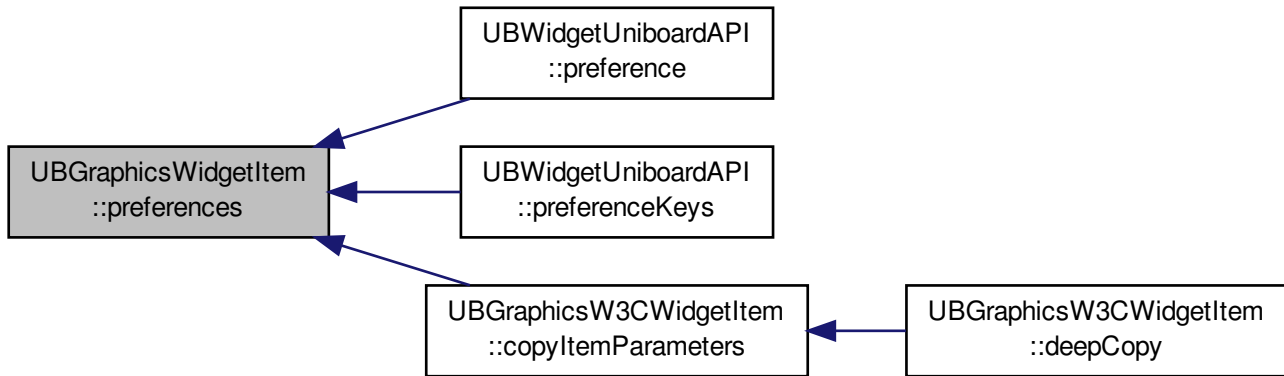 UBWidgetUniboardAPI
::preference
UBGraphicsWidgetItem
::preferences
UBWidgetUniboardAPI
::preferenceKeys
UBGraphicsW3CWidgetItem
::copyItemParameters
UBGraphicsW3CWidgetItem
::deepCopy